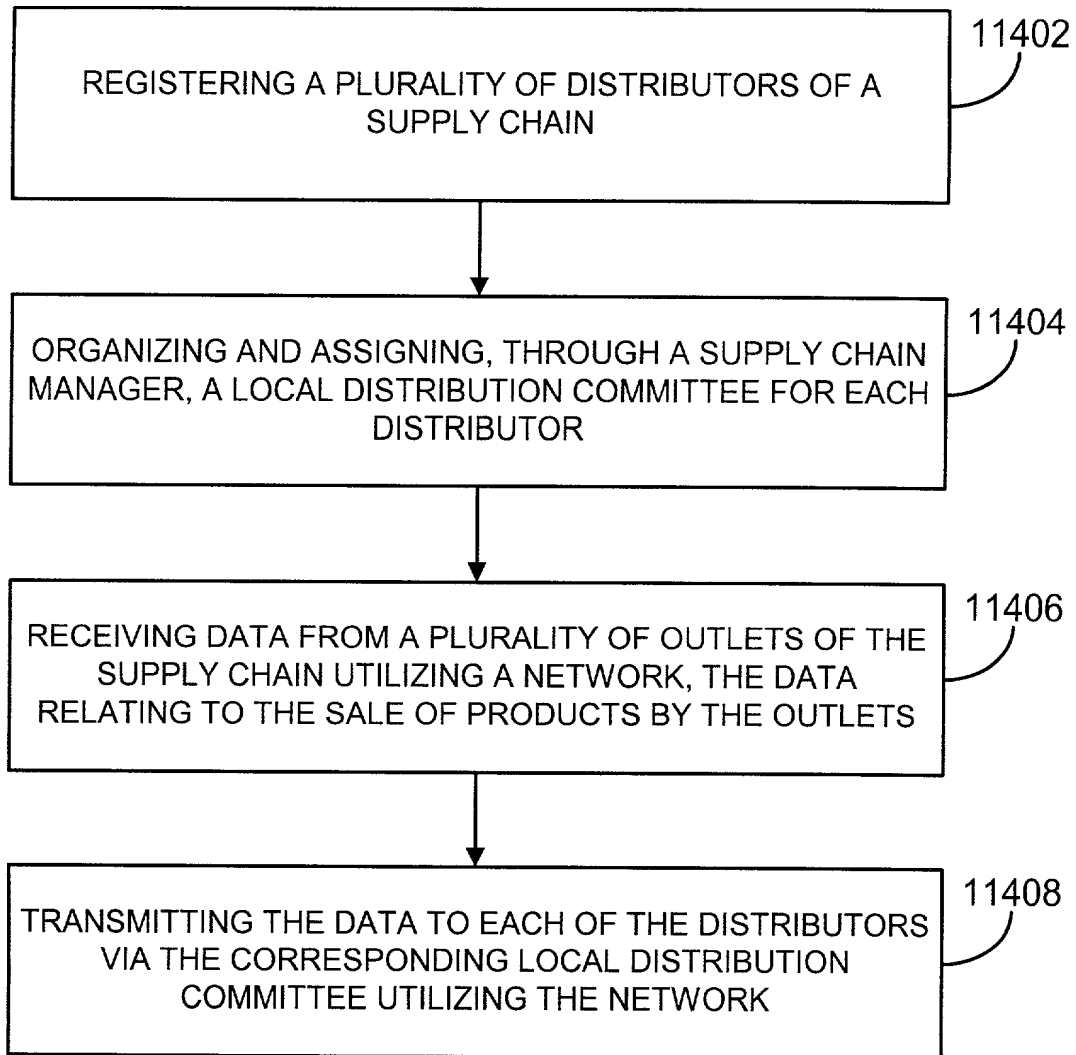 11402
REGISTERING A PLURALITY OF DISTRIBUTORS OF A
SUPPLY CHAIN
11404
ORGANIZING AND ASSIGNING, THROUGH A SUPPLY CHAIN
MANAGER, A LOCAL DISTRIBUTION COMMITTEE FOR EACH
DISTRIBUTOR
11406
RECEIVING DATA FROM A PLURALITY OF OUTLETS OF THE
SUPPLY CHAIN UTILIZING A NETWORK, THE DATA
RELATING TO THE SALE OF PRODUCTS BY THE OUTLETS
11408
TRANSMITTING THE DATA TO EACH OF THE DISTRIBUTORS
VIA THE CORRESPONDING LOCAL DISTRIBUTION
COMMITTEE UTILIZING THE NETWORK